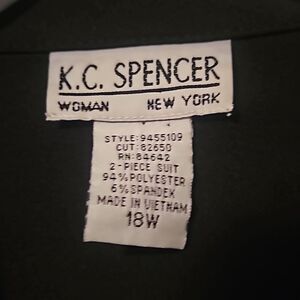 K.C. SPENCER
WOMAN NEW YORK
STYLE: 9455109
CUT: 82650
RN: 84642
2-PIECE SUIT
94% POLYESTER
6% SPANDEX
MADE IN VIETNAM
18W